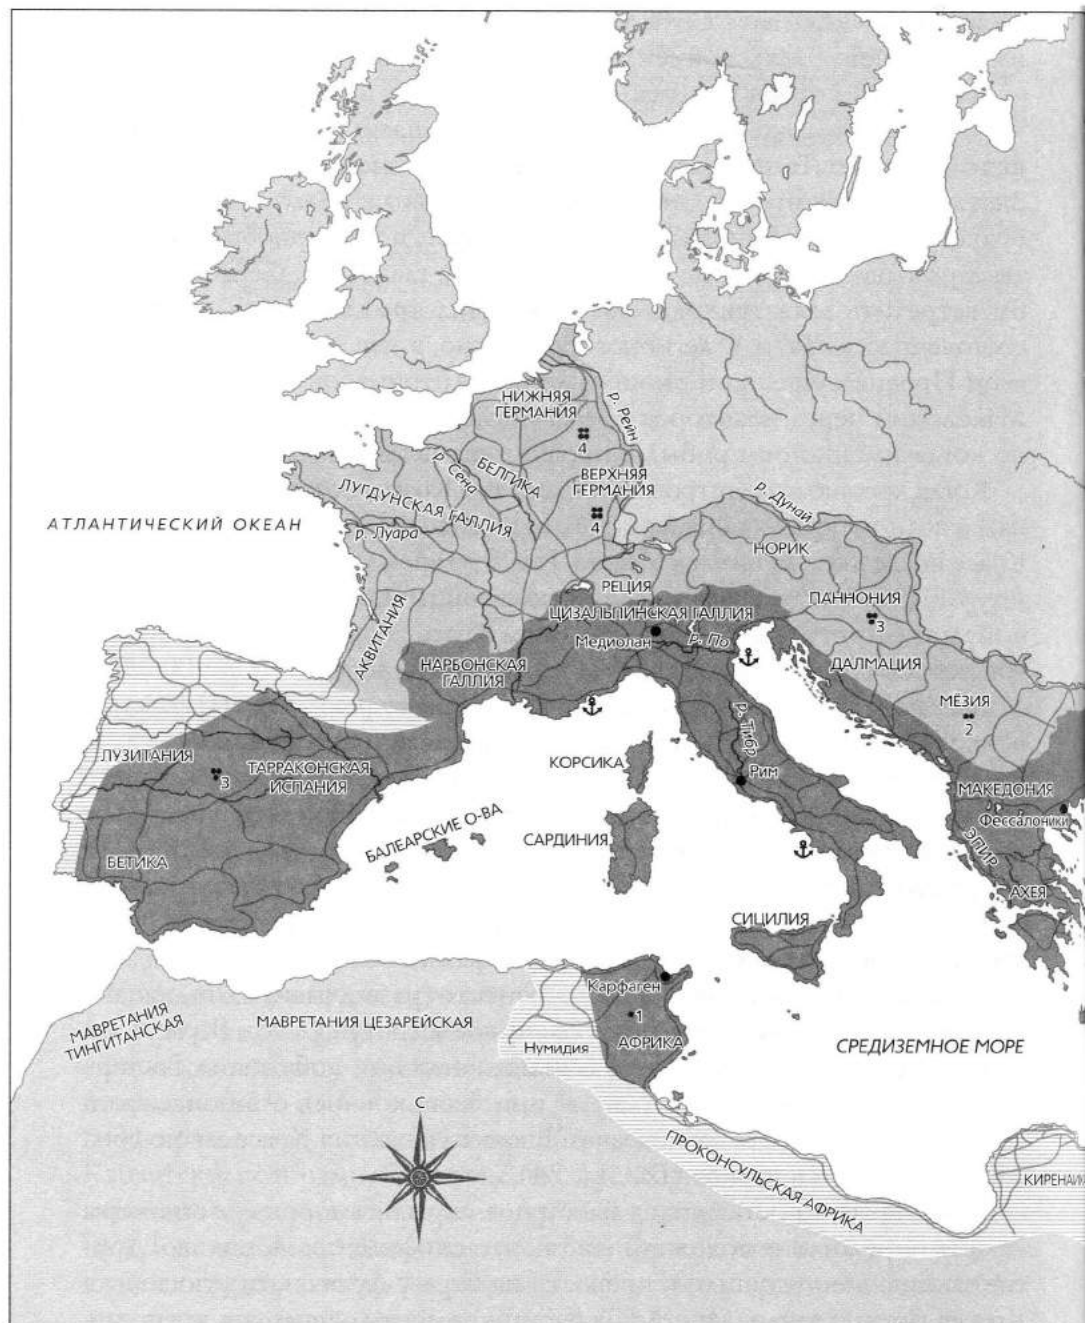 НИЖНЯЯ
ГЕРМАНИЯ
р. Рейн
4
р. Сена
БЕЛГИКА
ВЕРХНЯЯ
ГЕРМАНИЯ
ЛУГДУНСКАЯ ГАЛЛИЯ
4
р. Дунай
АТЛАНТИЧЕСКИЙ ОКЕАН
р. Луара
НОРИК
РЕЦИЯ
ПАННОНИЯ
ЦИЗАЛЬПИНСКАЯ ГАЛЛИЯ
3
АКВИТАНИЯ
Медиолан
р. По
НАРБОНСКАЯ
ГАЛЛИЯ
ДАЛМАЦИЯ
МЁЗИЯ
2
р. Тибр
ЛУЗИТАНИЯ
3
ТАРРАКОНСКАЯ
ИСПАНИЯ
КОРСИКА
Рим
МАКЕДОНИЯ
Фессалоники
БАЛЕАРСКИЕ О-ВА
САРДИНИЯ
ЭПИР
БЕТИКА
АХЕЯ
СИЦИЛИЯ
Карфаген
1
МАВРЕТАНИЯ
ТИНГИТАНСКАЯ
МАВРЕТАНИЯ ЦЕЗАРЕЙСКАЯ
Нумидия
АФРИКА
СРЕДИЗЕМНОЕ МОРЕ
С
ПРОКОНСУЛЬСКАЯ АФРИКА
КИРЕНАИК